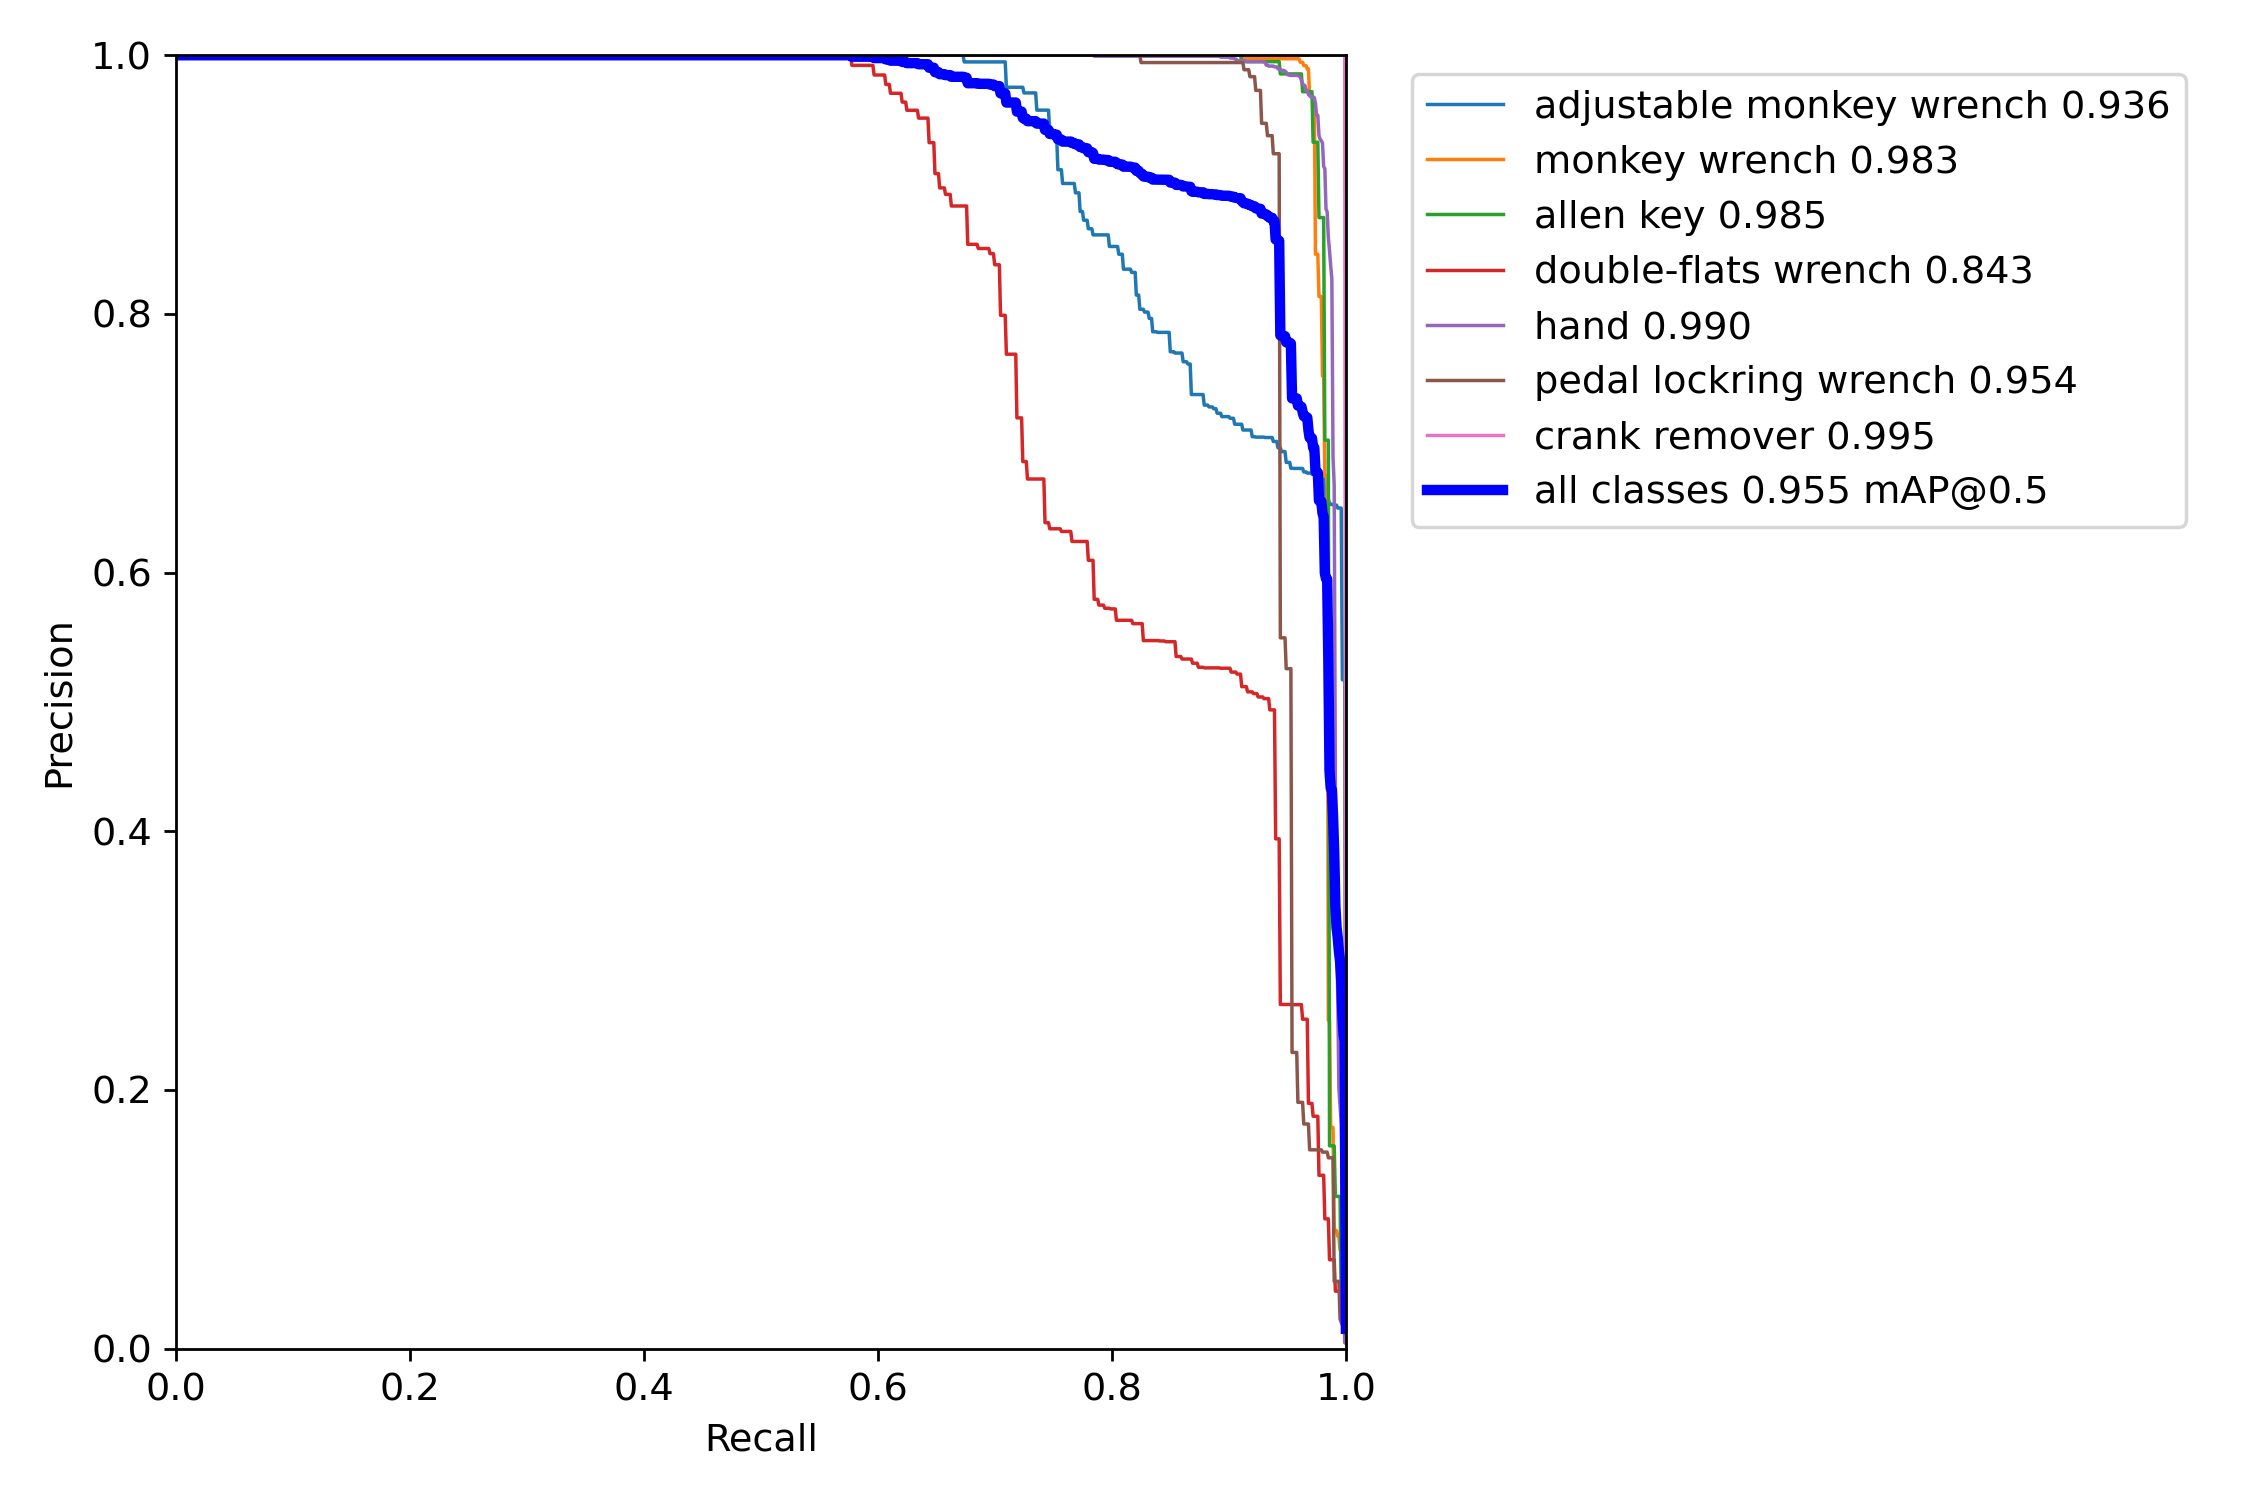 1.0
0.8
0.6
0.4
0.2
0.0
Precision
0.0 0.2 0.4 0.6 0.8 1.0
Recall
adjustable monkey wrench 0.936
monkey wrench 0.983
allen key 0.985
double-flats wrench 0.843
hand 0.990
pedal lockring wrench 0.954
crank remover 0.995
all classes 0.955 mAP@0.5